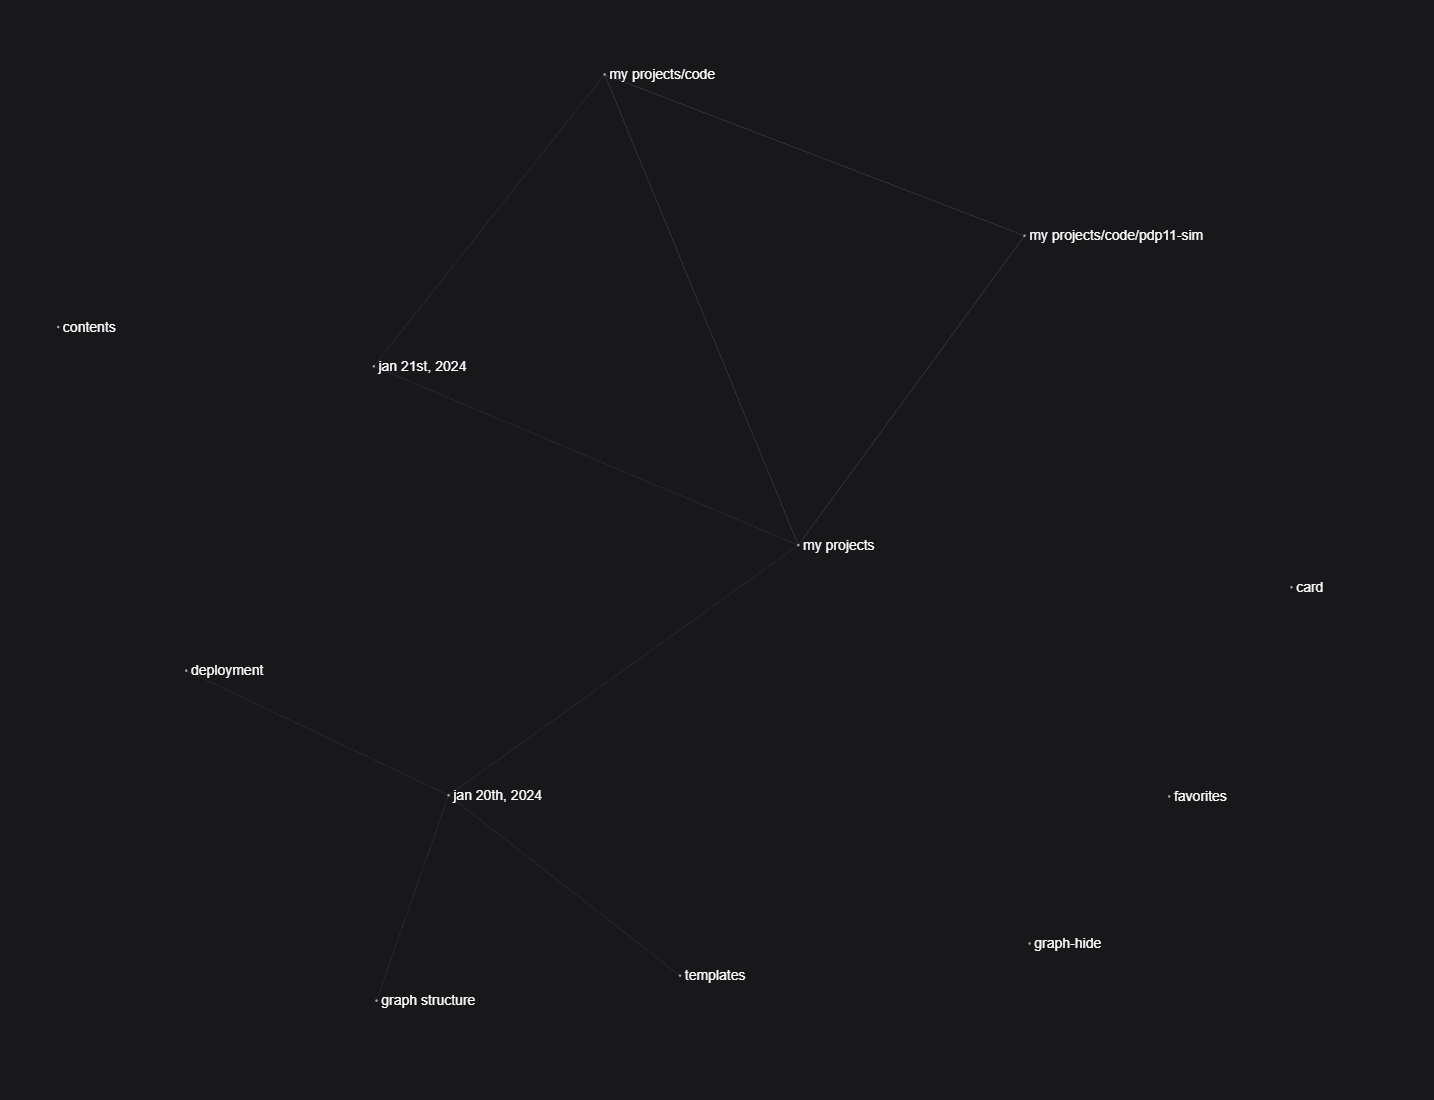 my projects/code
my projects/code/pdp11-sim
contents
jan 21st, 2024
my projects
card
deployment
jan 20th, 2024
favorites
graph-hide
templates
graph structure